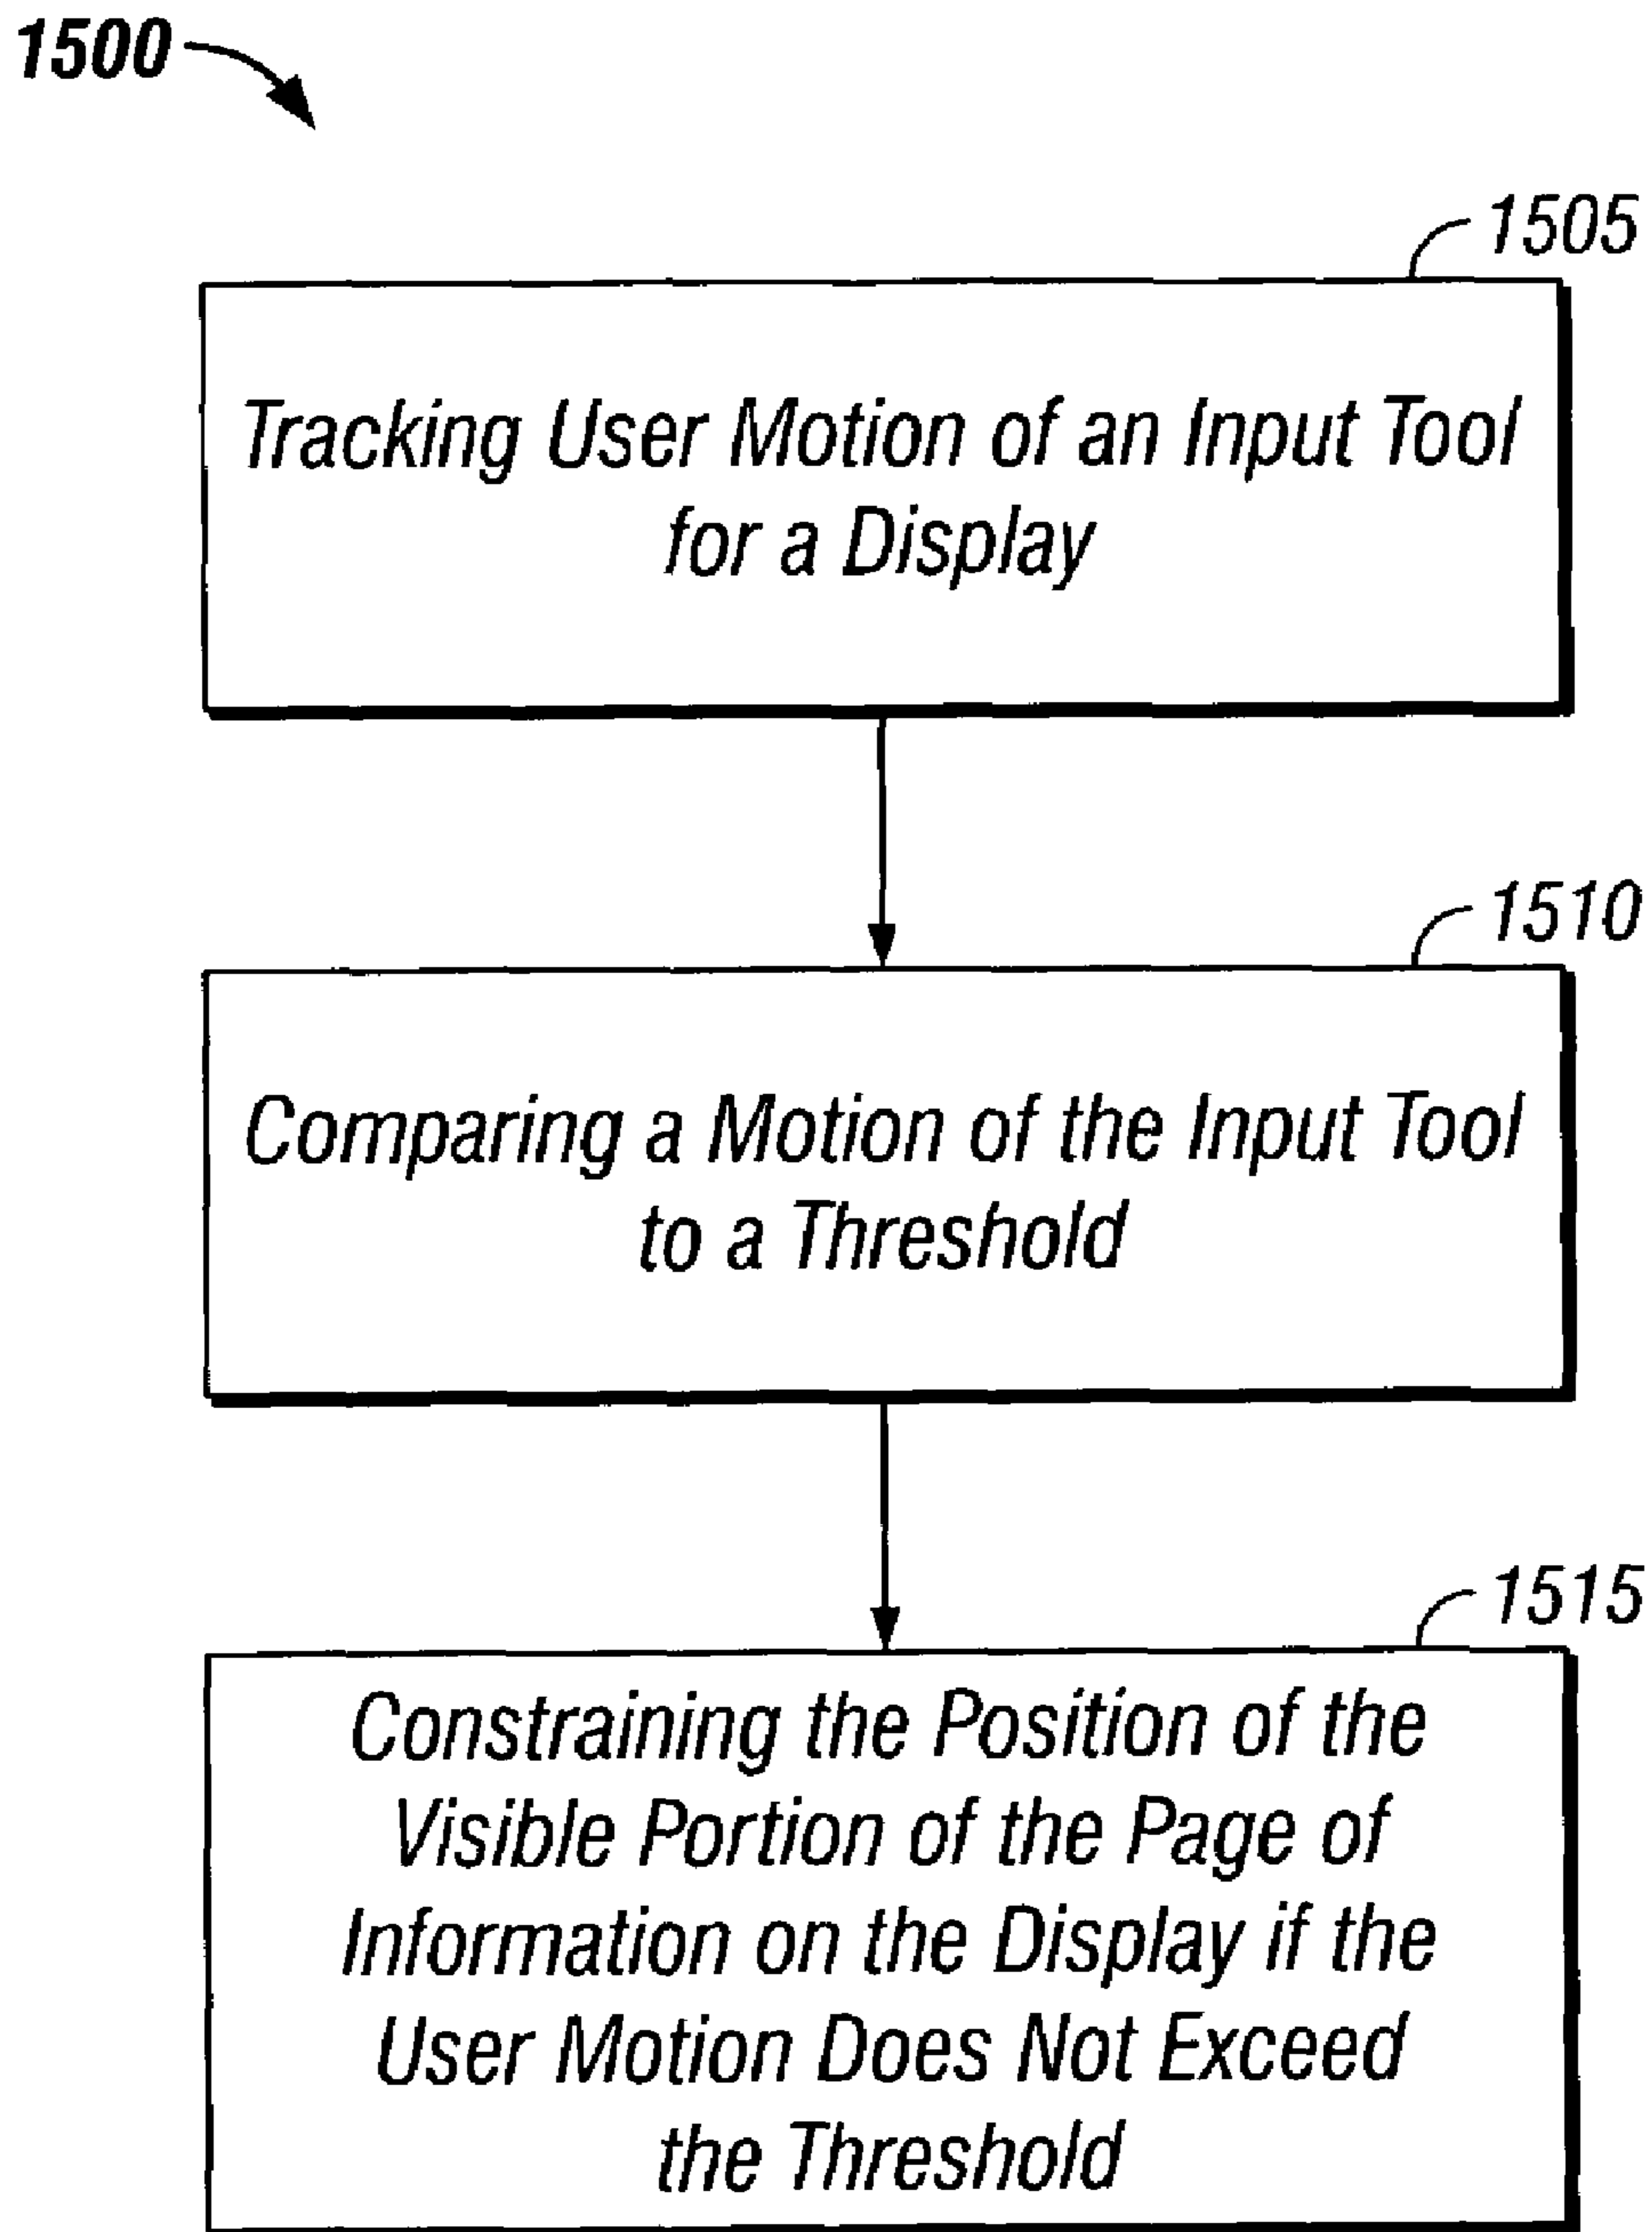 1500
1505
Tracking User Motion of an Input Tool
for a Display
1510
Comparing a Motion of the Input Tool
to a Threshold
1515
Constraining the Position of the
Visible Portion of the Page of
Information on the Display if the
User Motion Does Not Exceed
the Threshold